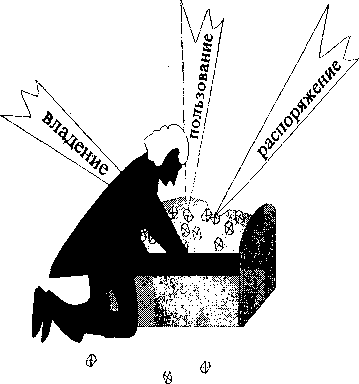 владение
пользование
распоряжение